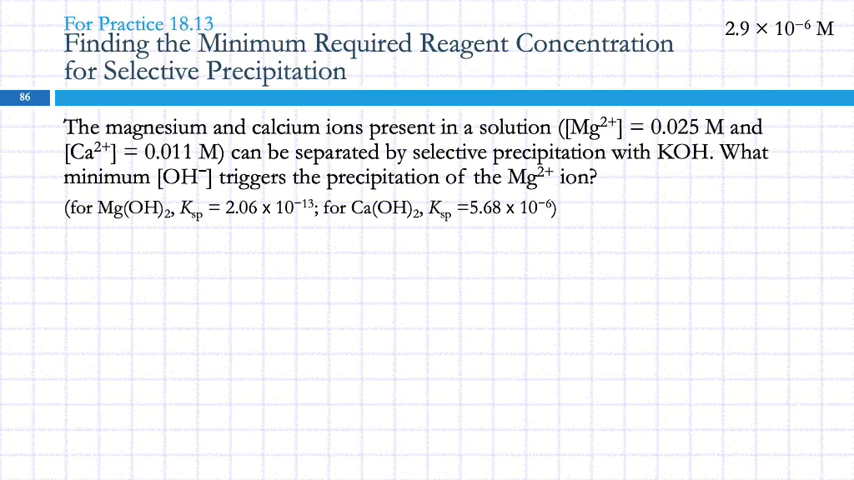 For Practice 18.13
Finding the Minimum Required Reagent Concentration
for Selective Precipitation
2.9 × 10⁻⁶ M
86
The magnesium and calcium ions present in a solution ([Mg²⁺] = 0.025 M and
[Ca²⁺] = 0.011 M) can be separated by selective precipitation with KOH. What
minimum [OH⁻] triggers the precipitation of the Mg²⁺ ion?
(for Mg(OH)₂, Kₛₚ = 2.06 x 10⁻¹³; for Ca(OH)₂, Kₛₚ =5.68 x 10⁻⁶)